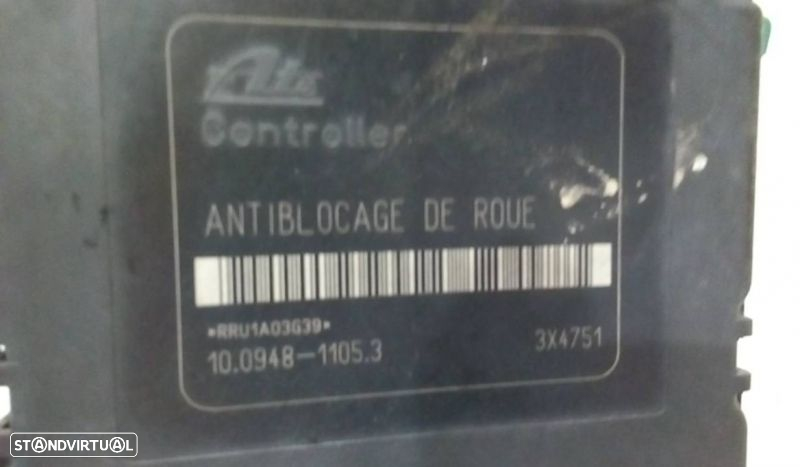 Ate
Controller
ANTIBLOCAGE DE ROUE
*RRU1A03G39*
10.0948-1105.3
3X4751
STANDVIRTUAL